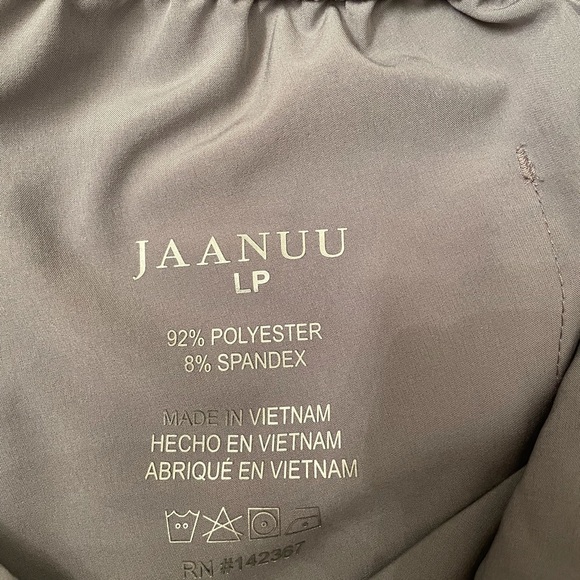 JAANUU
LP
92% POLYESTER
8% SPANDEX
MADE IN VIETNAM
HECHO EN VIETNAM
ABRIQUÉ EN VIETNAM
RN #142367